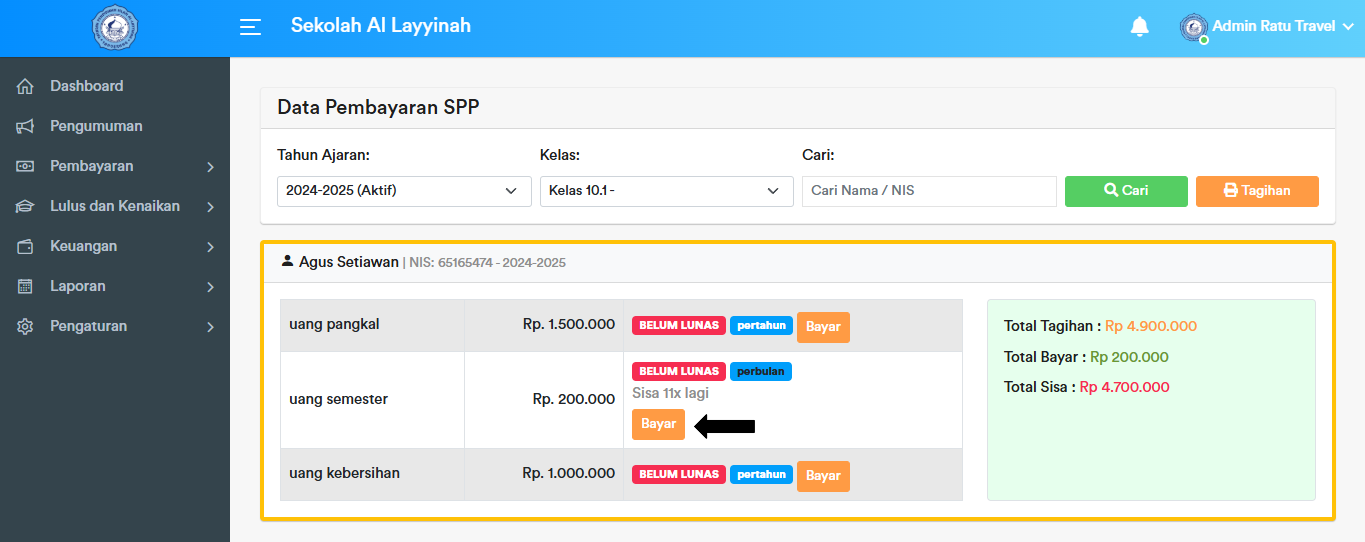 Sekolah Al Layyinah
Admin Ratu Travel
Dashboard
Pengumuman
Pembayaran
Lulus dan Kenaikan
Keuangan
Laporan
Pengaturan
Data Pembayaran SPP
Tahun Ajaran: Kelas: Cari:
2024-2025 (Aktif) Kelas 10.1 - Cari Nama / NIS Cari Tagihan
Agus Setiawan | NIS: 65165474 - 2024-2025
uang pangkal Rp. 1.500.000 BELUM LUNAS pertahun Bayar
uang semester Rp. 200.000 BELUM LUNAS perbulan
Sisa 11x lagi
Bayar
uang kebersihan Rp. 1.000.000 BELUM LUNAS pertahun Bayar
Total Tagihan : Rp 4.900.000
Total Bayar : Rp 200.000
Total Sisa : Rp 4.700.000